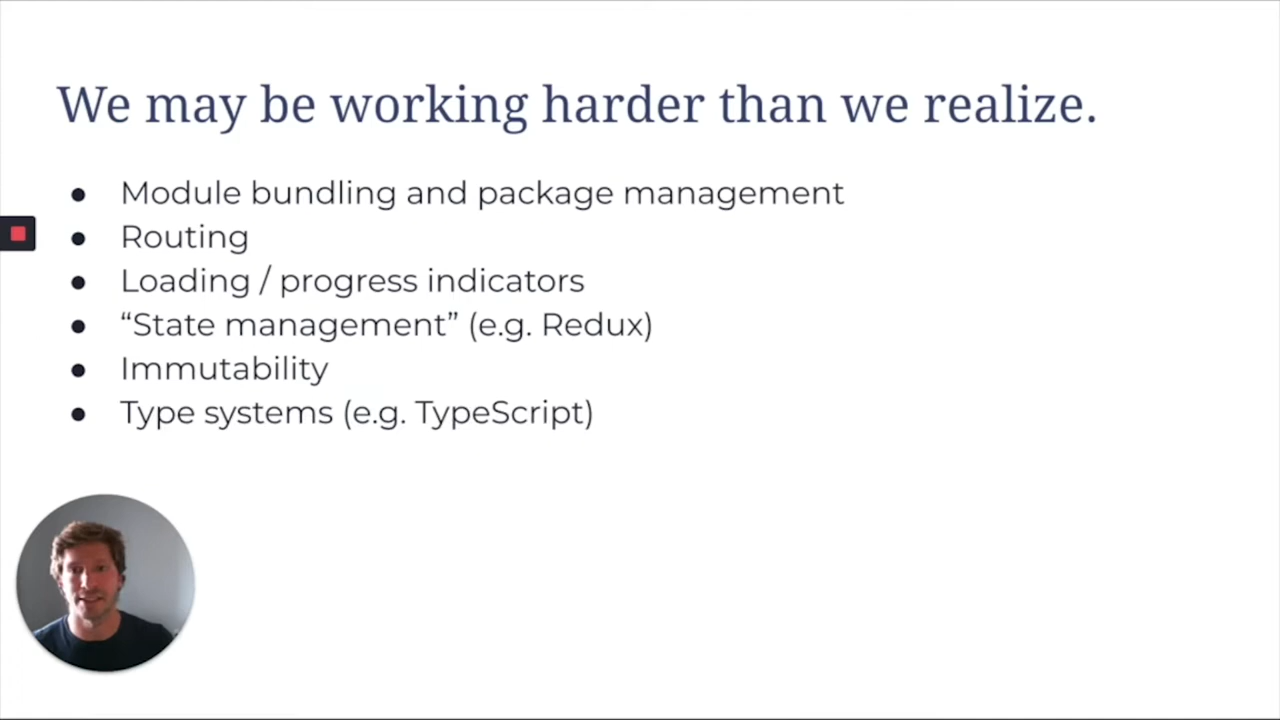 We may be working harder than we realize.
● Module bundling and package management
● Routing
● Loading / progress indicators
● “State management” (e.g. Redux)
● Immutability
● Type systems (e.g. TypeScript)